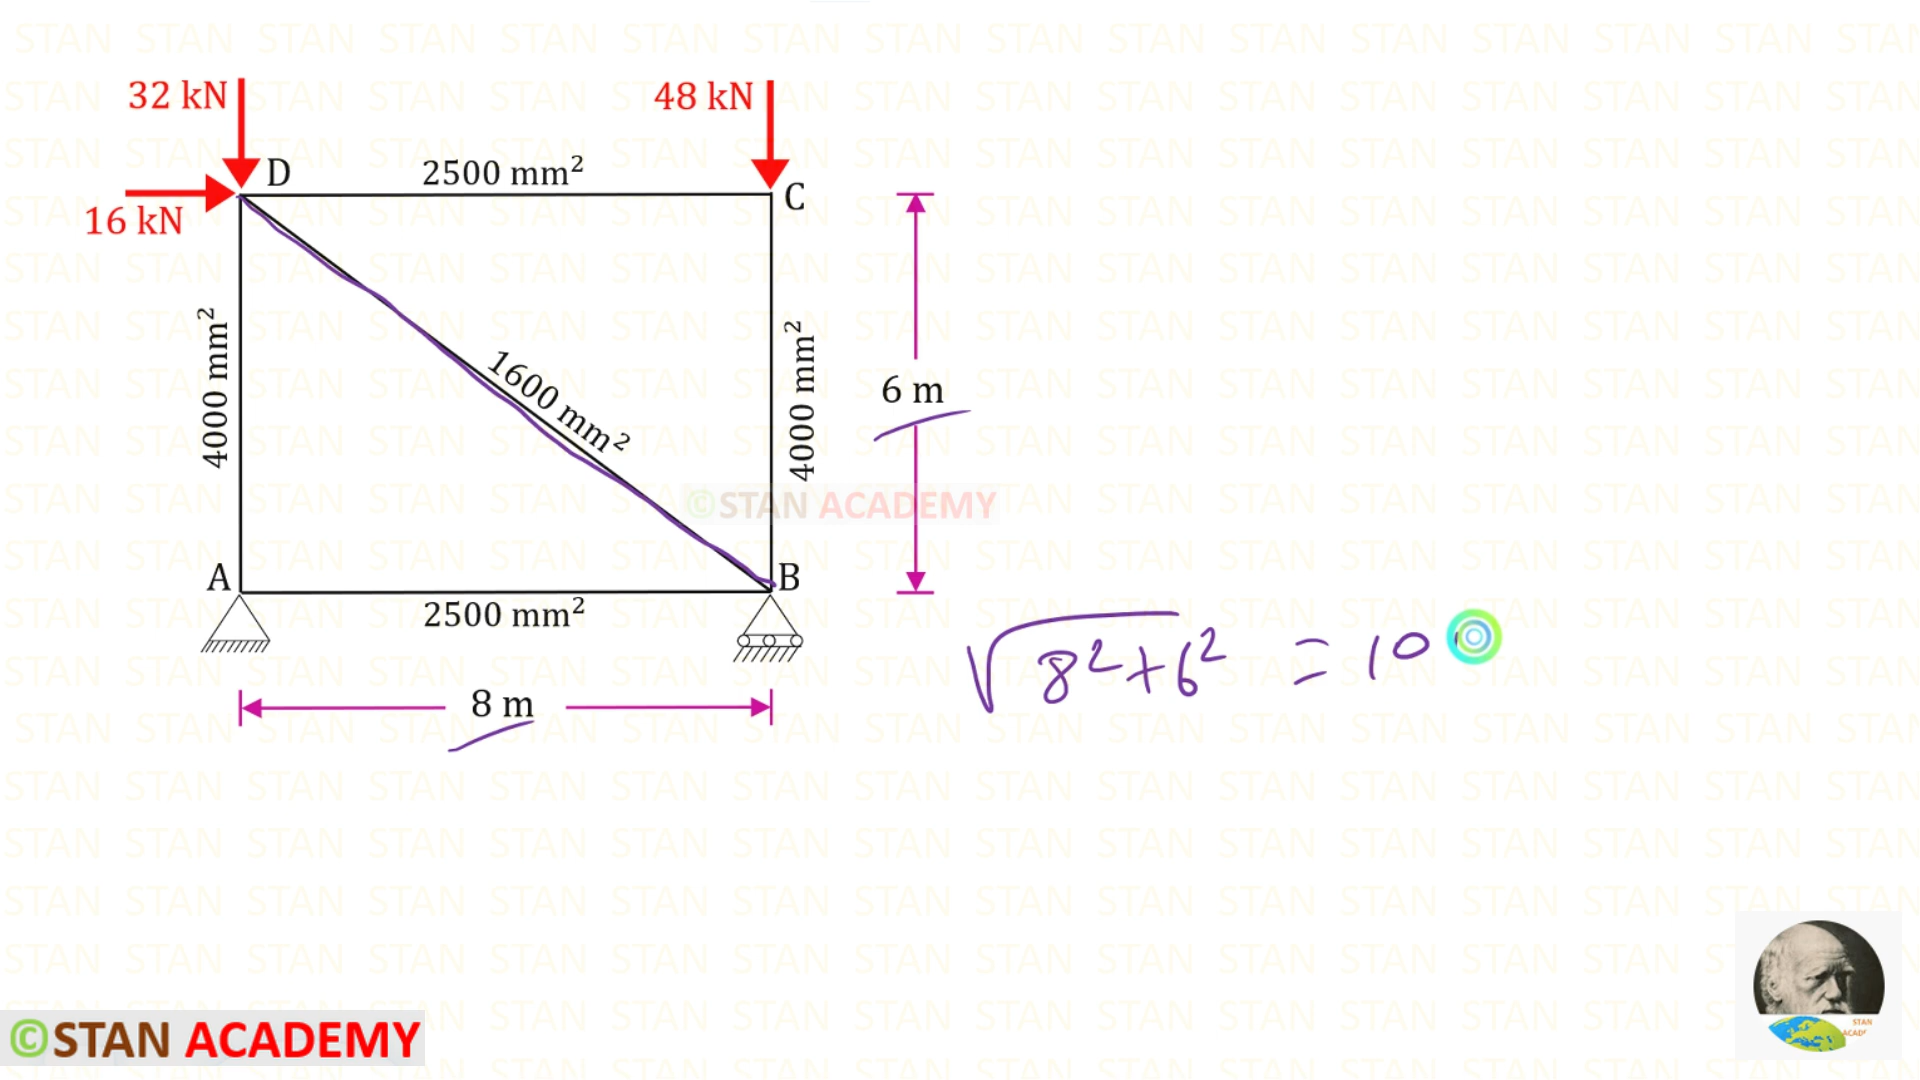 32 kN
48 kN
D
2500 mm²
C
16 kN
4000 mm²
1600 mm²
4000 mm²
6 m
©STAN ACADEMY
A
B
2500 mm²
8 m
√8²+6² = 10
©STAN ACADEMY
STAN